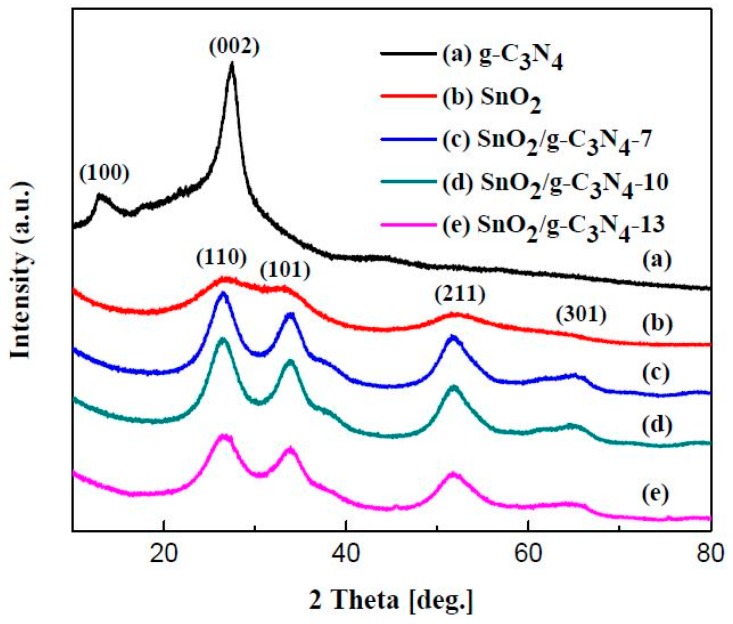 (002)
(100)
(a) g-C3N4
(b) SnO2
(c) SnO2/g-C3N4-7
(d) SnO2/g-C3N4-10
(e) SnO2/g-C3N4-13
(a)
(110)
(101)
(211)
(301)
(b)
(c)
(d)
(e)
Intensity (a.u.)
20 40 60 80
2 Theta [deg.]